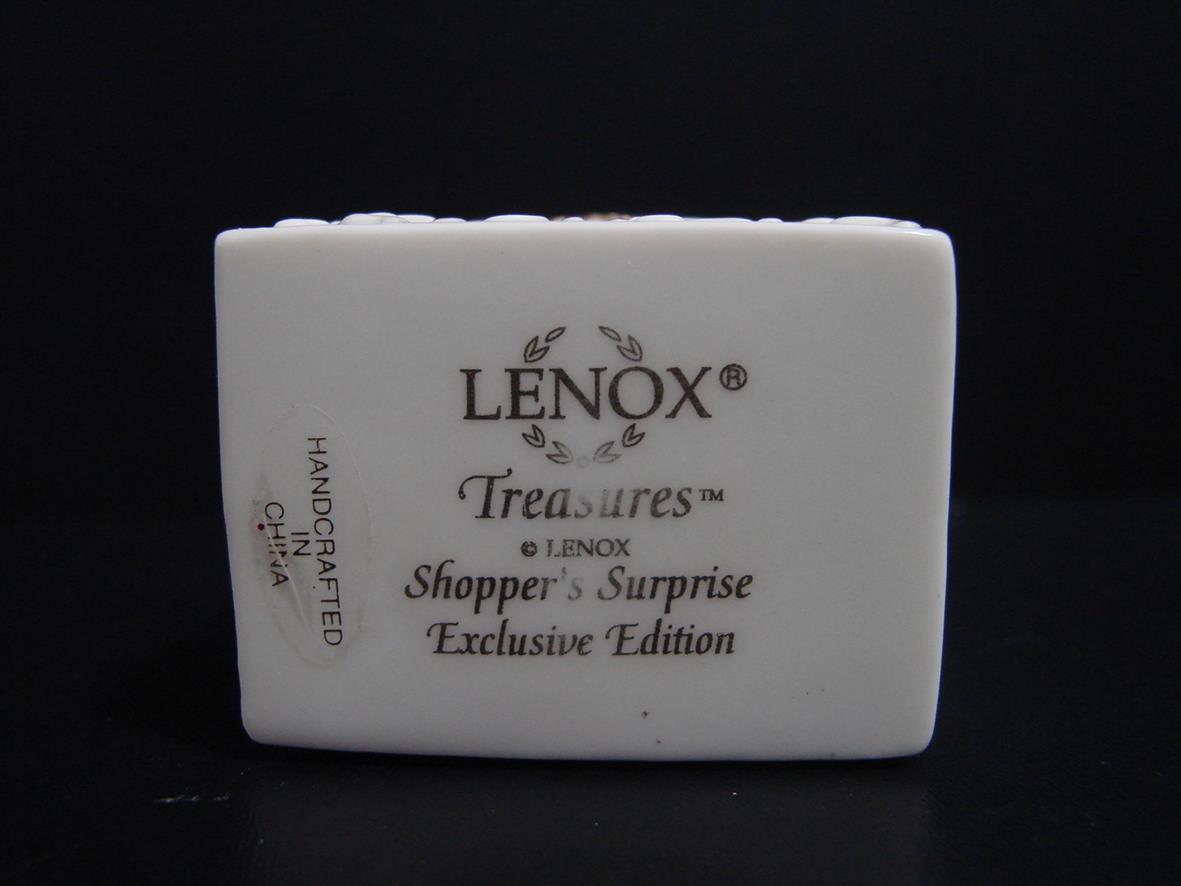 LENOX®
Treasures™
© LENOX
Shopper's Surprise
Exclusive Edition
HANDCRAFTED
IN
CHINA